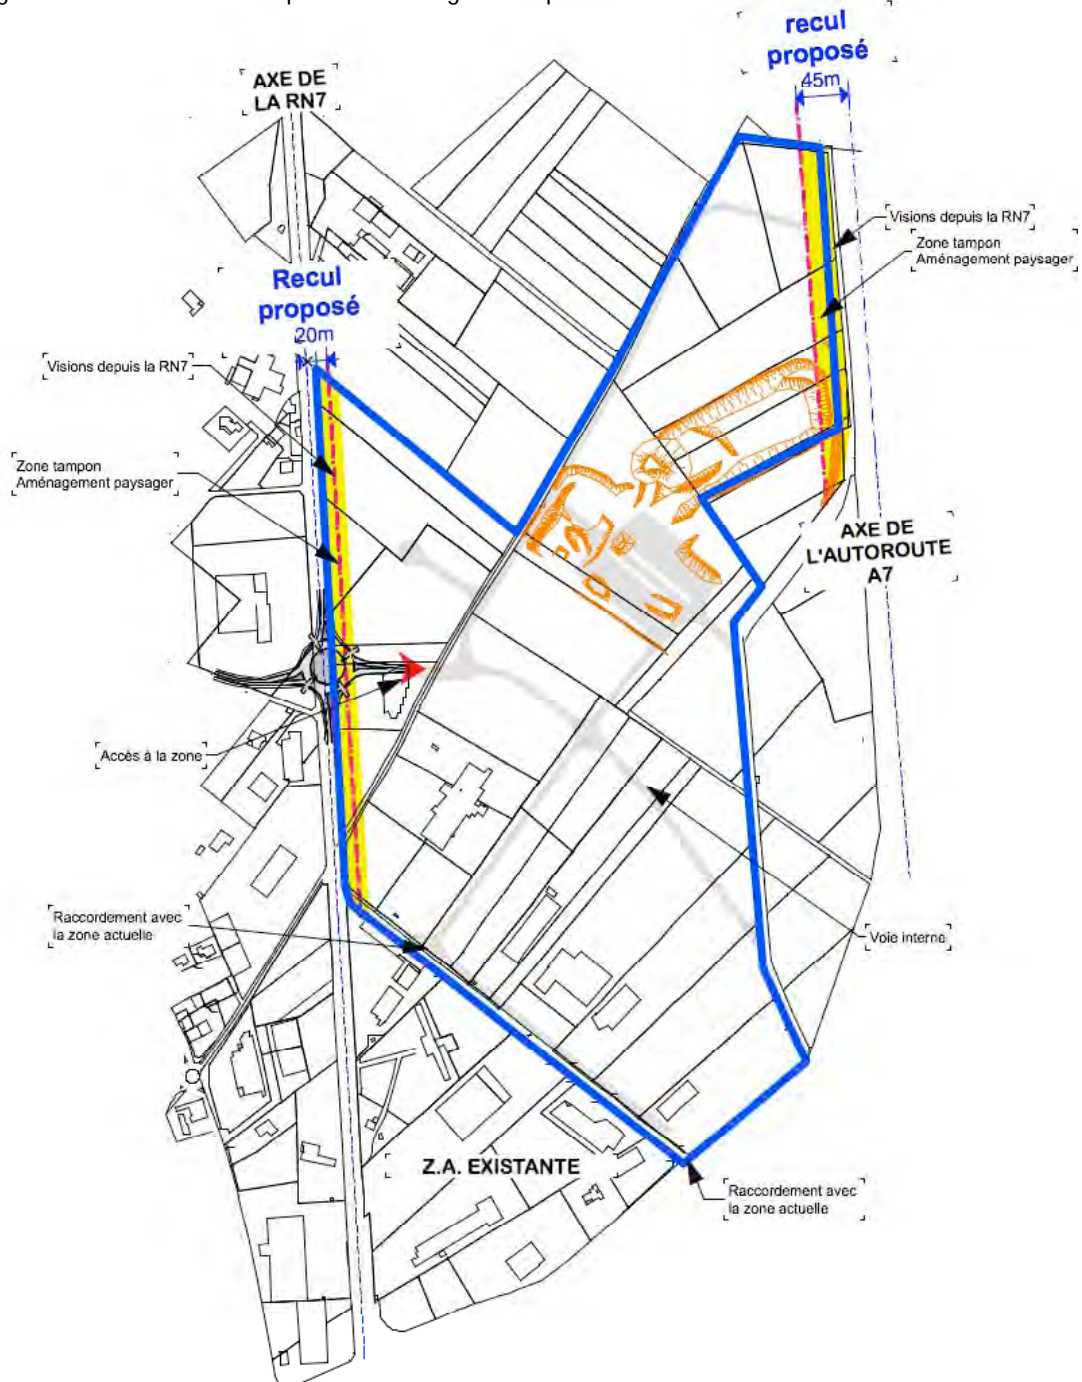 recul
proposé
45m
AXE DE
LA RN7
Visions depuis la RN7
Zone tampon
Aménagement paysager
Recul
proposé
20m
Visions depuis la RN7
Zone tampon
Aménagement paysager
AXE DE
L'AUTOROUTE
A7
Accès à la zone
Raccordement avec
la zone actuelle
Voie interne
Z.A. EXISTANTE
Raccordement avec
la zone actuelle